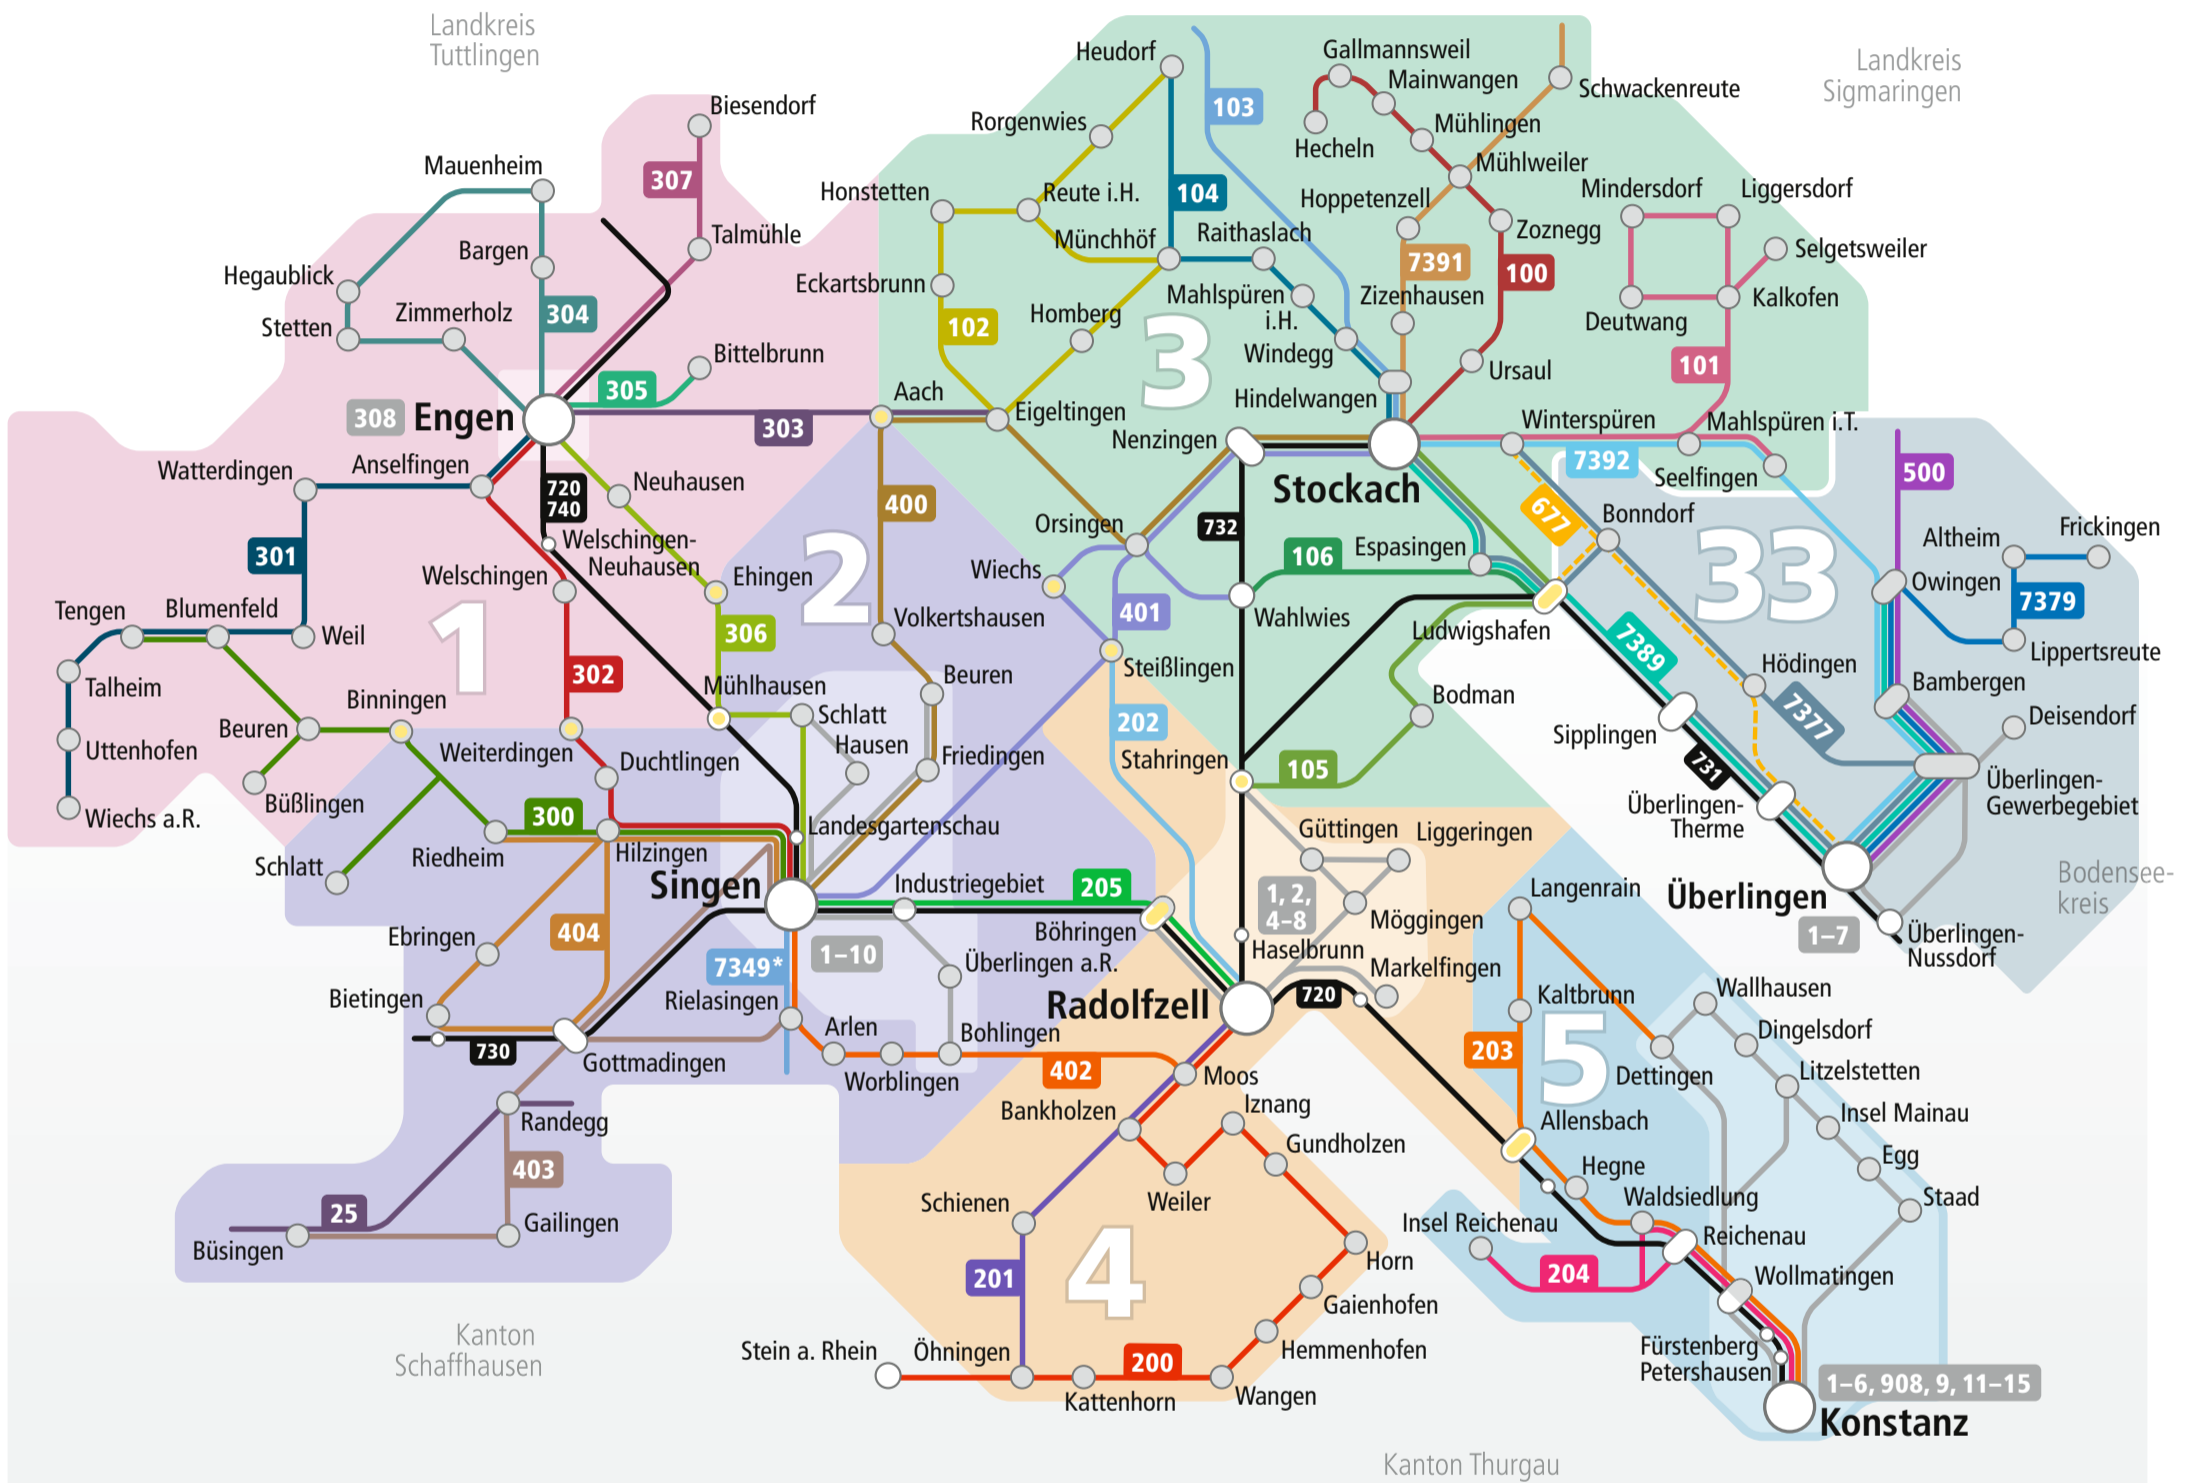 Landkreis
Tuttlingen
Landkreis
Sigmaringen
Heudorf
103
Gallmannsweil
Mainwangen
Schwackenreute
Biesendorf
Rorgenwies
Hecheln
Mühlingen
Mühlweiler
Mauenheim
307
Honstetten
Reute i.H.
104
Hoppetenzell
Mindersdorf
Liggersdorf
Talmühle
Münchhöf
Raithaslach
Zoznegg
Bargen
Selgetsweiler
Hegaublick
Eckartsbrunn
7391
100
Mahlspüren
i.H.
Zizenhausen
Kalkofen
Stetten
Zimmerholz
304
102
Homberg
3
Deutwang
Windegg
Bittelbrunn
Ursaul
101
305
Aach
Hindelwangen
308
Engen
303
Eigeltingen
Nenzingen
Winterspüren
Mahlspüren i.T.
7392
Seelfingen
500
Watterdingen
Anselfingen
720
740
Neuhausen
400
Stockach
677
Bonndorf
33
Altheim
Frickingen
301
Welschingen-
Neuhausen
2
Orsingen
732
106
Espasingen
Owingen
Welschingen
Ehingen
Wiechs
7379
Tengen
Blumenfeld
Weil
1
306
Volkertshausen
401
Wahlwies
Ludwigshafen
7389
Lippertsreute
Talheim
302
Steißlingen
Hödingen
Bambergen
Binningen
Mühlhausen
Beuren
Bodman
7377
Deisendorf
Beuren
Schlatt
202
Sipplingen
Uttenhofen
Weiterdingen
Hausen
Friedingen
Stahringen
731
Überlingen-
Gewerbegebiet
Duchtlingen
105
Büßlingen
Wiechs a.R.
300
Landesgartenschau
Überlingen-
Therme
Riedheim
Hilzingen
Güttingen
Liggeringen
Schlatt
Singen
Industriegebiet
205
1, 2,
4–8
Langenrain
Überlingen
Bodensee-
kreis
Möggingen
Ebringen
404
Böhringen
1–7
Überlingen-
Nussdorf
7349*
1–10
Überlingen a.R.
Haselbrunn
Markelfingen
Bietingen
Rielasingen
Radolfzell
720
Kaltbrunn
Wallhausen
730
Arlen
Bohlingen
5
Dingelsdorf
Gottmadingen
Worblingen
402
203
Dettingen
Litzelstetten
Moos
Randegg
Bankholzen
Iznang
Allensbach
Insel Mainau
Gundholzen
403
Hegne
Egg
Schienen
Weiler
Waldsiedlung
Staad
25
Gailingen
Insel Reichenau
Reichenau
Büsingen
Horn
201
4
204
Wollmatingen
Gaienhofen
Kanton
Schaffhausen
Stein a. Rhein
Öhningen
200
Hemmenhofen
Fürstenberg
Petershausen
Kattenhorn
Wangen
1–6, 908, 9, 11–15
Konstanz
Kanton Thurgau